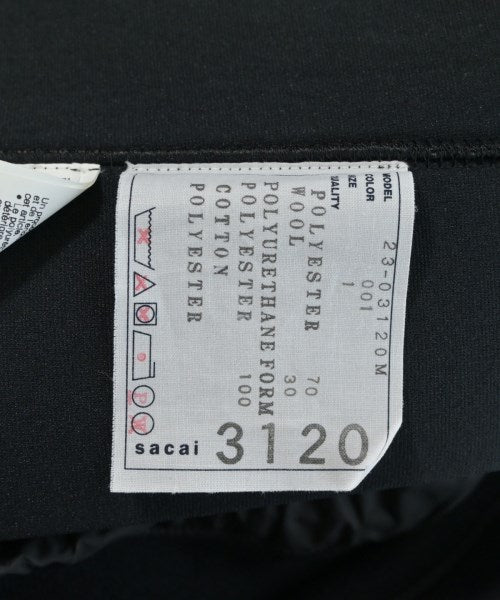 MODEL 23-03120M
COLOR 001
SIZE 1
QUALITY
POLYESTER 70
WOOL 30
POLYURETHANE FORM
POLYESTER 100
COTTON
POLYESTER
P
W
sacai 3120